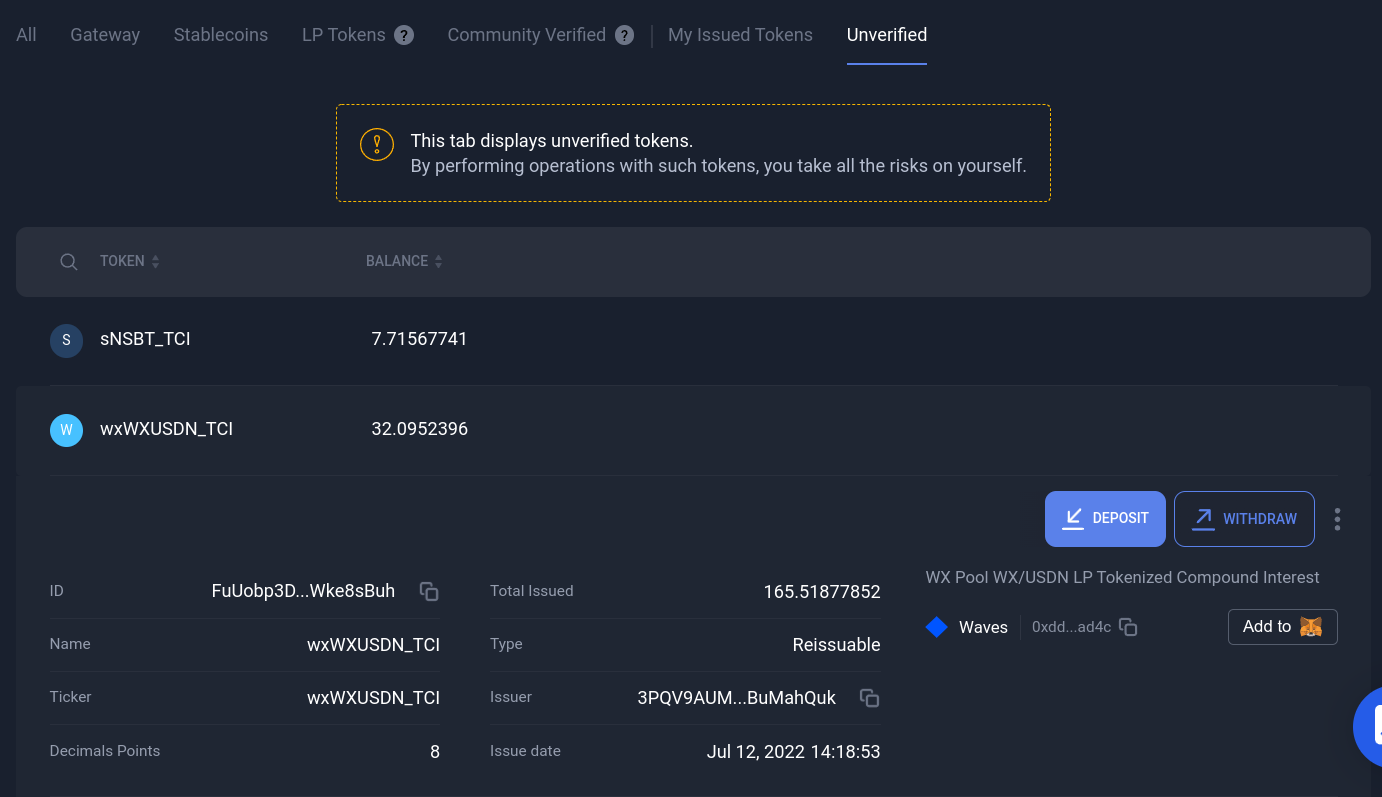 All Gateway Stablecoins LP Tokens ? Community Verified ? My Issued Tokens Unverified
This tab displays unverified tokens.
By performing operations with such tokens, you take all the risks on yourself.
TOKEN BALANCE
S sNSBT_TCI 7.71567741
W wxWXUSDN_TCI 32.0952396
DEPOSIT WITHDRAW
ID FuUobp3D...Wke8sBuh
Name wxWXUSDN_TCI
Ticker wxWXUSDN_TCI
Decimals Points 8
Total Issued 165.51877852
Type Reissuable
Issuer 3PQV9AUM...BuMahQuk
Issue date Jul 12, 2022 14:18:53
WX Pool WX/USDN LP Tokenized Compound Interest
Waves 0xdd...ad4c Add to